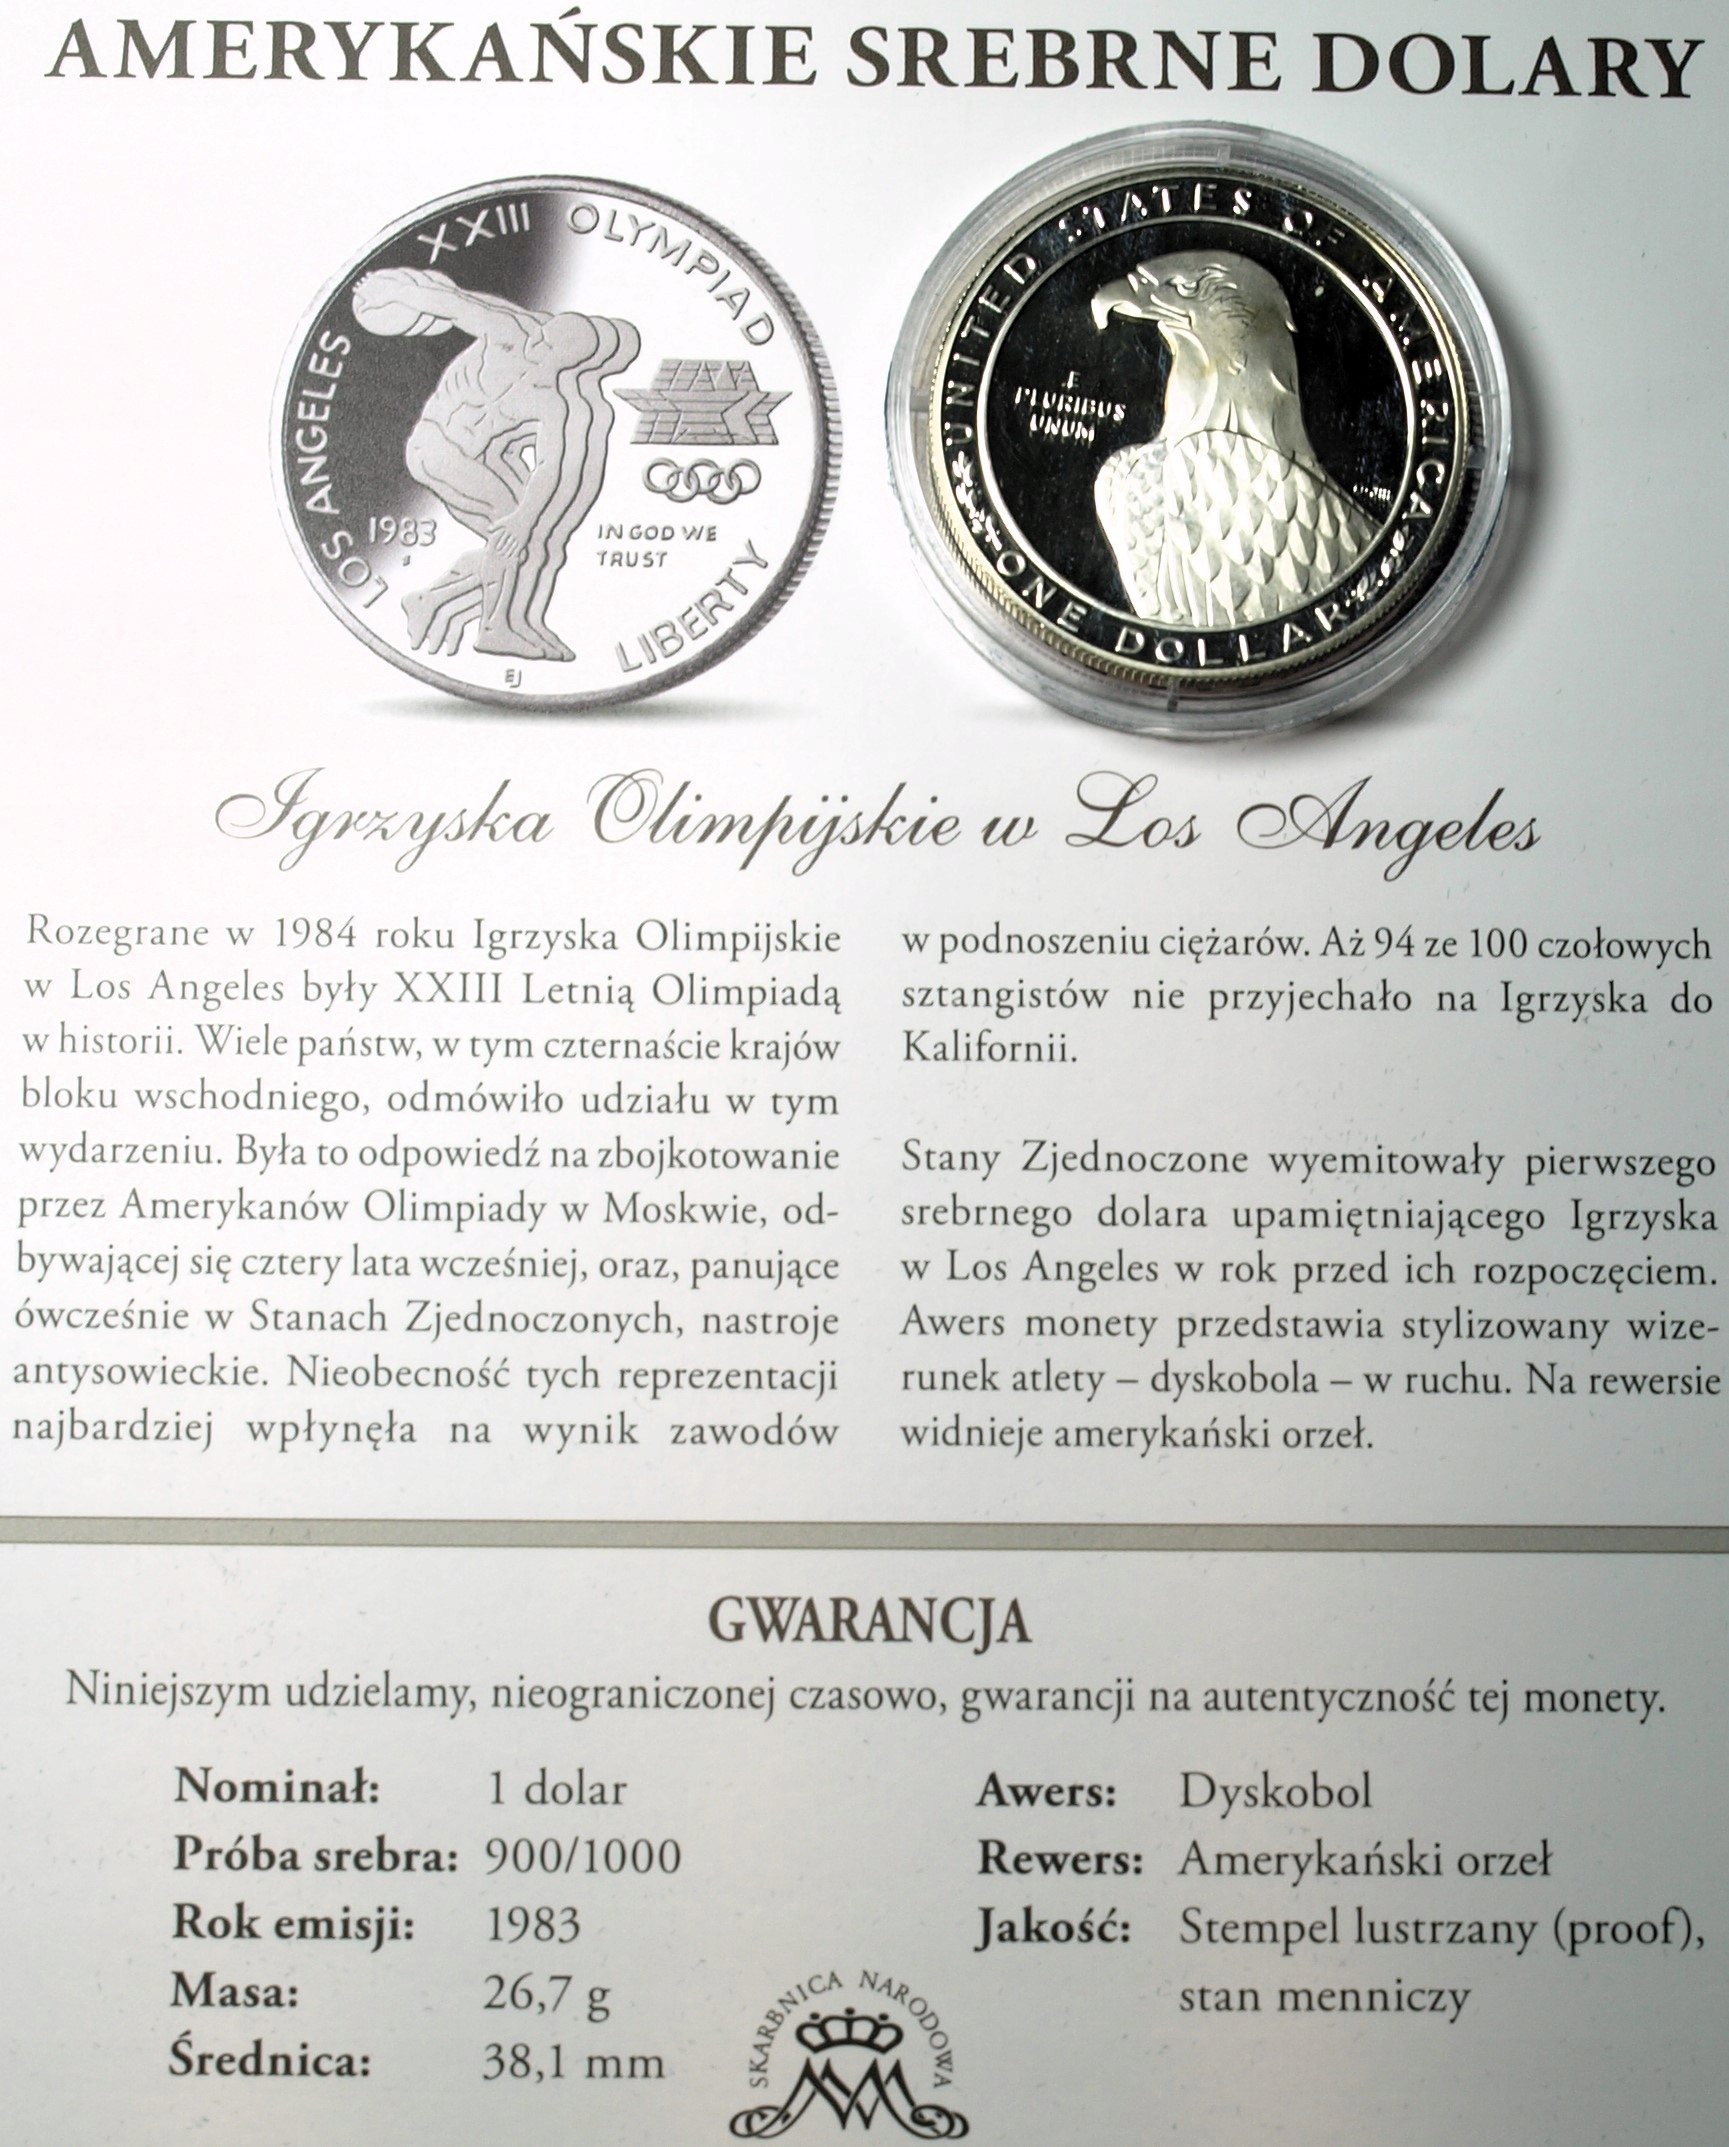 AMERYKAŃSKIE SREBRNE DOLARY
LOS ANGELES XXIII OLYMPIAD
1983
S
IN GOD WE
TRUST
LIBERTY
EJ
UNITED STATES OF AMERICA
E
PLURIBUS
UNUM
ONE DOLLAR
Igrzyska Olimpijskie w Los Angeles
Rozegrane w 1984 roku Igrzyska Olimpijskie
w Los Angeles były XXIII Letnią Olimpiadą
w historii. Wiele państw, w tym czternaście krajów
bloku wschodniego, odmówiło udziału w tym
wydarzeniu. Była to odpowiedź na zbojkotowanie
przez Amerykanów Olimpiady w Moskwie, od-
bywającej się cztery lata wcześniej, oraz, panujące
ówcześnie w Stanach Zjednoczonych, nastroje
antysowieckie. Nieobecność tych reprezentacji
najbardziej wpłynęła na wynik zawodów
w podnoszeniu ciężarów. Aż 94 ze 100 czołowych
sztangistów nie przyjechało na Igrzyska do
Kalifornii.
Stany Zjednoczone wyemitowały pierwszego
srebrnego dolara upamiętniającego Igrzyska
w Los Angeles w rok przed ich rozpoczęciem.
Awers monety przedstawia stylizowany wize-
runek atlety – dyskobola – w ruchu. Na rewersie
widnieje amerykański orzeł.
GWARANCJA
Niniejszym udzielamy, nieograniczonej czasowo, gwarancji na autentyczność tej monety.
Nominał: 1 dolar
Próba srebra: 900/1000
Rok emisji: 1983
Masa: 26,7 g
Średnica: 38,1 mm
Awers: Dyskobol
Rewers: Amerykański orzeł
Jakość: Stempel lustrzany (proof),
stan menniczy
SKARBNICA NARODOWA